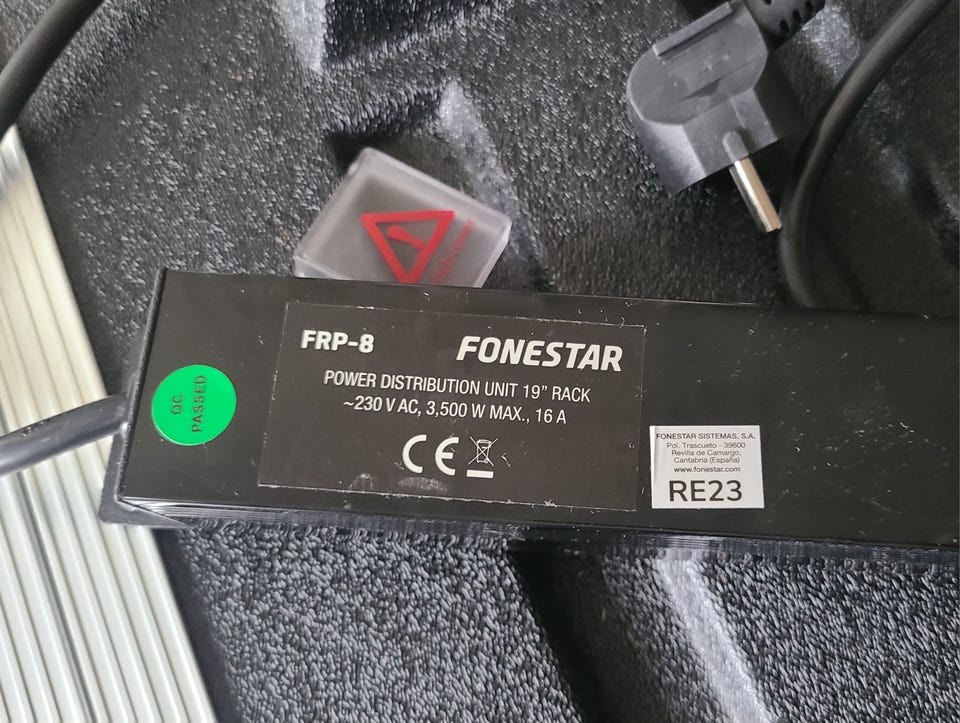 FRP-8
FONESTAR
POWER DISTRIBUTION UNIT 19” RACK
~230 V AC, 3,500 W MAX., 16 A
CE
QC
PASSED
FONESTAR SISTEMAS, S.A.
Pol. Trascueto - 39600
Revilla de Camargo,
Cantabria (España)
www.fonestar.com
RE23